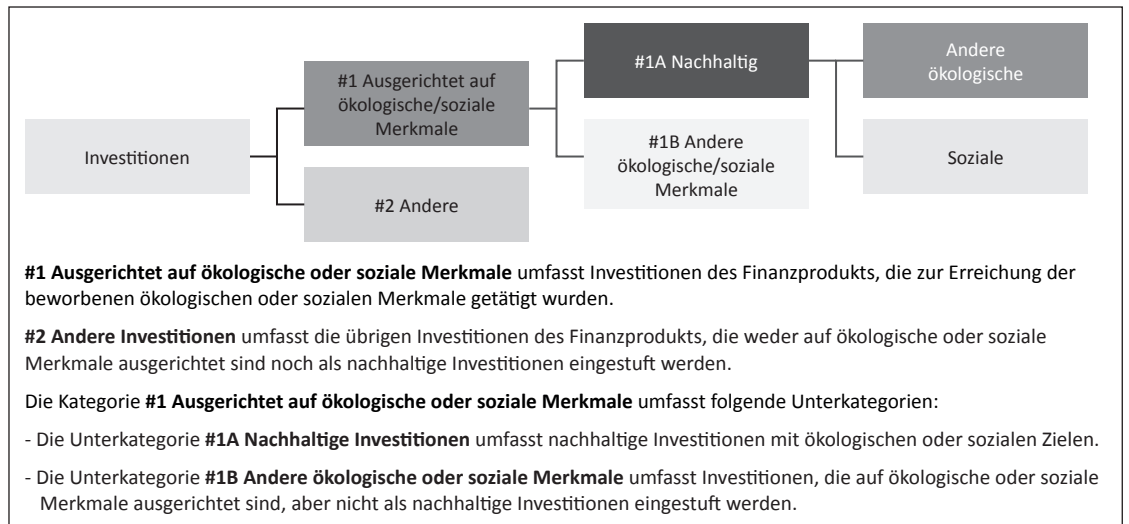 Investitionen
#1 Ausgerichtet auf
ökologische/soziale
Merkmale
#2 Andere
#1A Nachhaltig
#1B Andere
ökologische/soziale
Merkmale
Andere
ökologische
Soziale
#1 Ausgerichtet auf ökologische oder soziale Merkmale umfasst Investitionen des Finanzprodukts, die zur Erreichung der
beworbenen ökologischen oder sozialen Merkmale getätigt wurden.
#2 Andere Investitionen umfasst die übrigen Investitionen des Finanzprodukts, die weder auf ökologische oder soziale
Merkmale ausgerichtet sind noch als nachhaltige Investitionen eingestuft werden.
Die Kategorie #1 Ausgerichtet auf ökologische oder soziale Merkmale umfasst folgende Unterkategorien:
- Die Unterkategorie #1A Nachhaltige Investitionen umfasst nachhaltige Investitionen mit ökologischen oder sozialen Zielen.
- Die Unterkategorie #1B Andere ökologische oder soziale Merkmale umfasst Investitionen, die auf ökologische oder soziale
Merkmale ausgerichtet sind, aber nicht als nachhaltige Investitionen eingestuft werden.